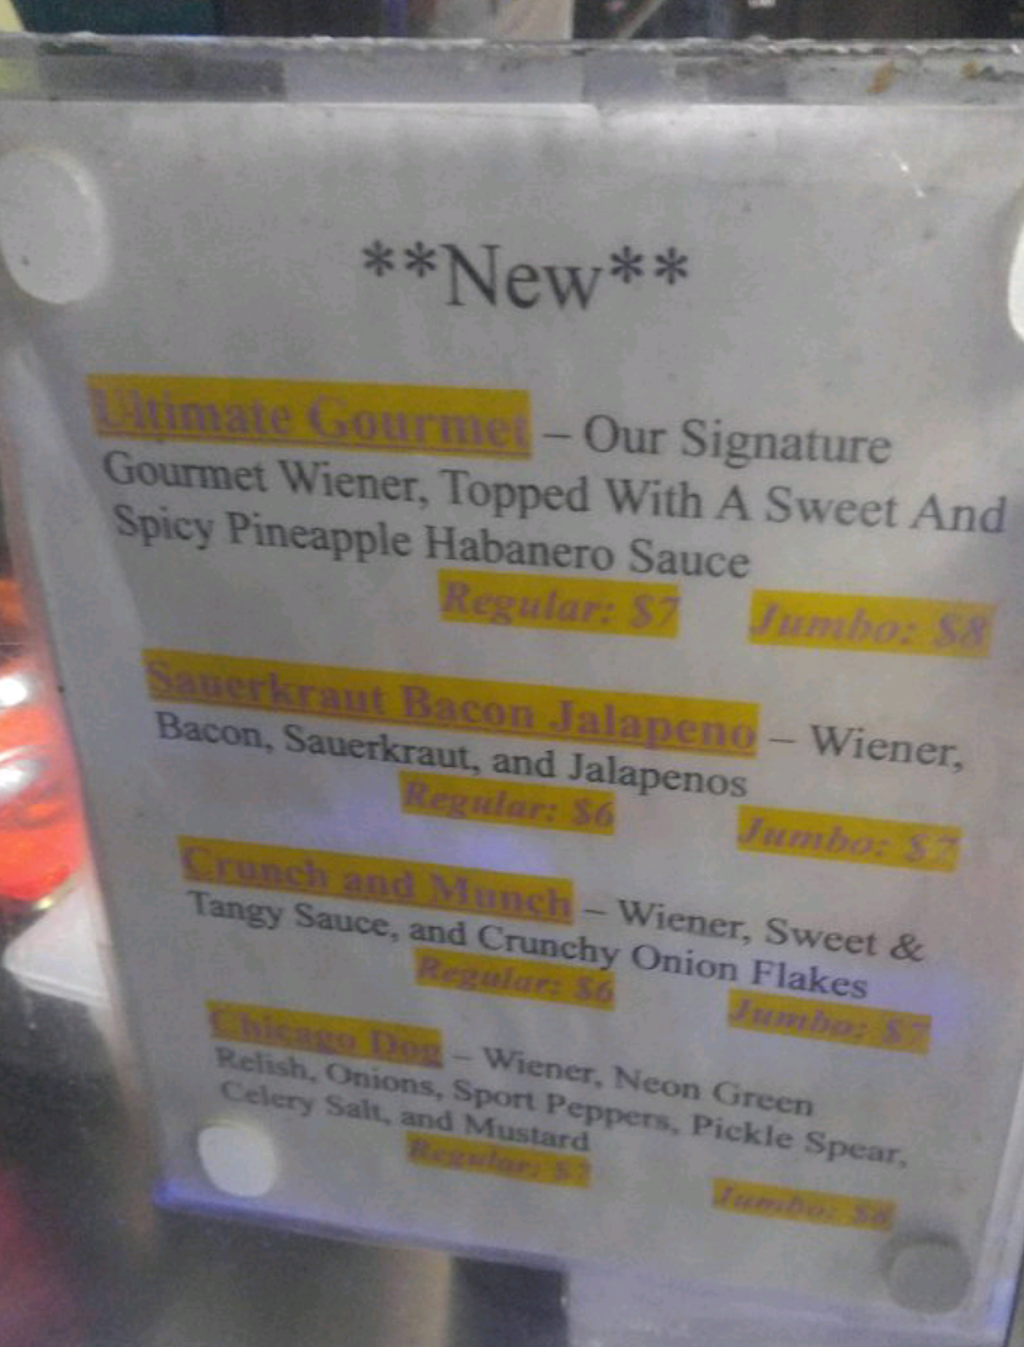 **New**
Ultimate Gourmet – Our Signature
Gourmet Wiener, Topped With A Sweet And
Spicy Pineapple Habanero Sauce
Regular: $7 Jumbo: $8
Sauerkraut Bacon Jalapeno – Wiener,
Bacon, Sauerkraut, and Jalapenos
Regular: $6 Jumbo: $7
Crunch and Munch – Wiener, Sweet &
Tangy Sauce, and Crunchy Onion Flakes
Regular: $6 Jumbo: $7
Chicago Dog – Wiener, Neon Green
Relish, Onions, Sport Peppers, Pickle Spear,
Celery Salt, and Mustard
Regular: $7 Jumbo: $8